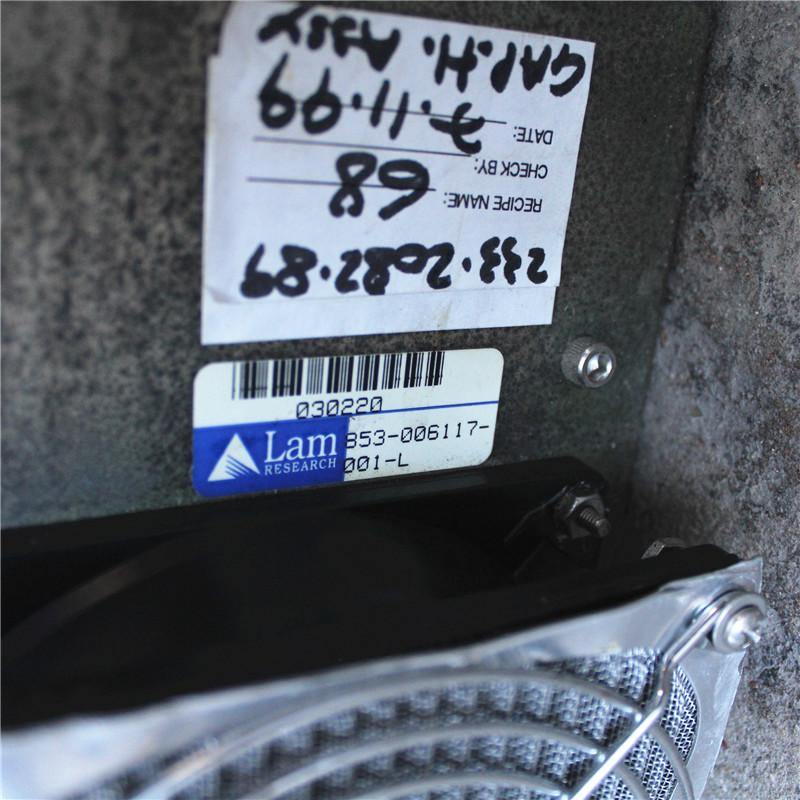 233.2082.89
RECIPE NAME: 68
CHECK BY:
DATE: 7.11.99
GAP.H. ASSY
030220
Lam RESEARCH
853-006117-
001-L